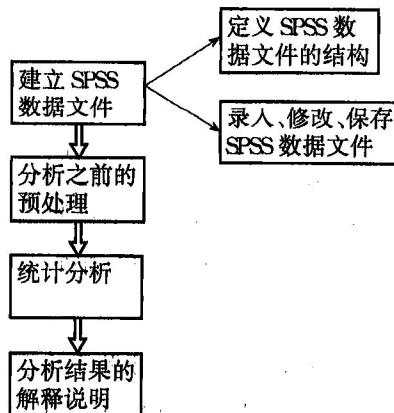 建立 SPSS
数据文件
定义 SPSS 数
据文件的结构
录人、修改、保存
SPSS 数据文件
分析之前的
预处理
统计分析
分析结果的
解释说明